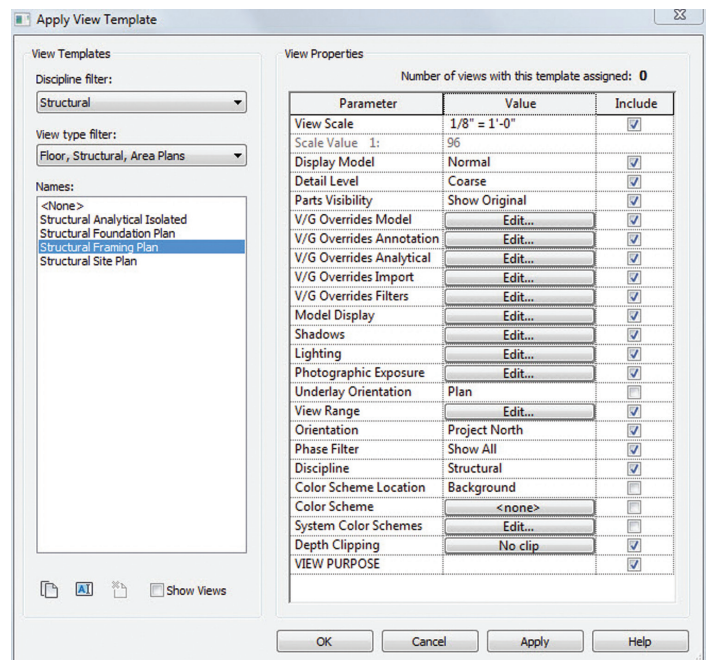 Apply View Template
View Templates
Discipline filter:
Structural
View type filter:
Floor, Structural, Area Plans
Names:
<None>
Structural Analytical Isolated
Structural Foundation Plan
Structural Framing Plan
Structural Site Plan
Show Views
View Properties
Number of views with this template assigned: 0
Parameter Value Include
View Scale 1/8" = 1'-0"
Scale Value 1: 96
Display Model Normal
Detail Level Coarse
Parts Visibility Show Original
V/G Overrides Model Edit...
V/G Overrides Annotation Edit...
V/G Overrides Analytical Edit...
V/G Overrides Import Edit...
V/G Overrides Filters Edit...
Model Display Edit...
Shadows Edit...
Lighting Edit...
Photographic Exposure Edit...
Underlay Orientation Plan
View Range Edit...
Orientation Project North
Phase Filter Show All
Discipline Structural
Color Scheme Location Background
Color Scheme <none>
System Color Schemes Edit...
Depth Clipping No clip
VIEW PURPOSE
OK Cancel Apply Help